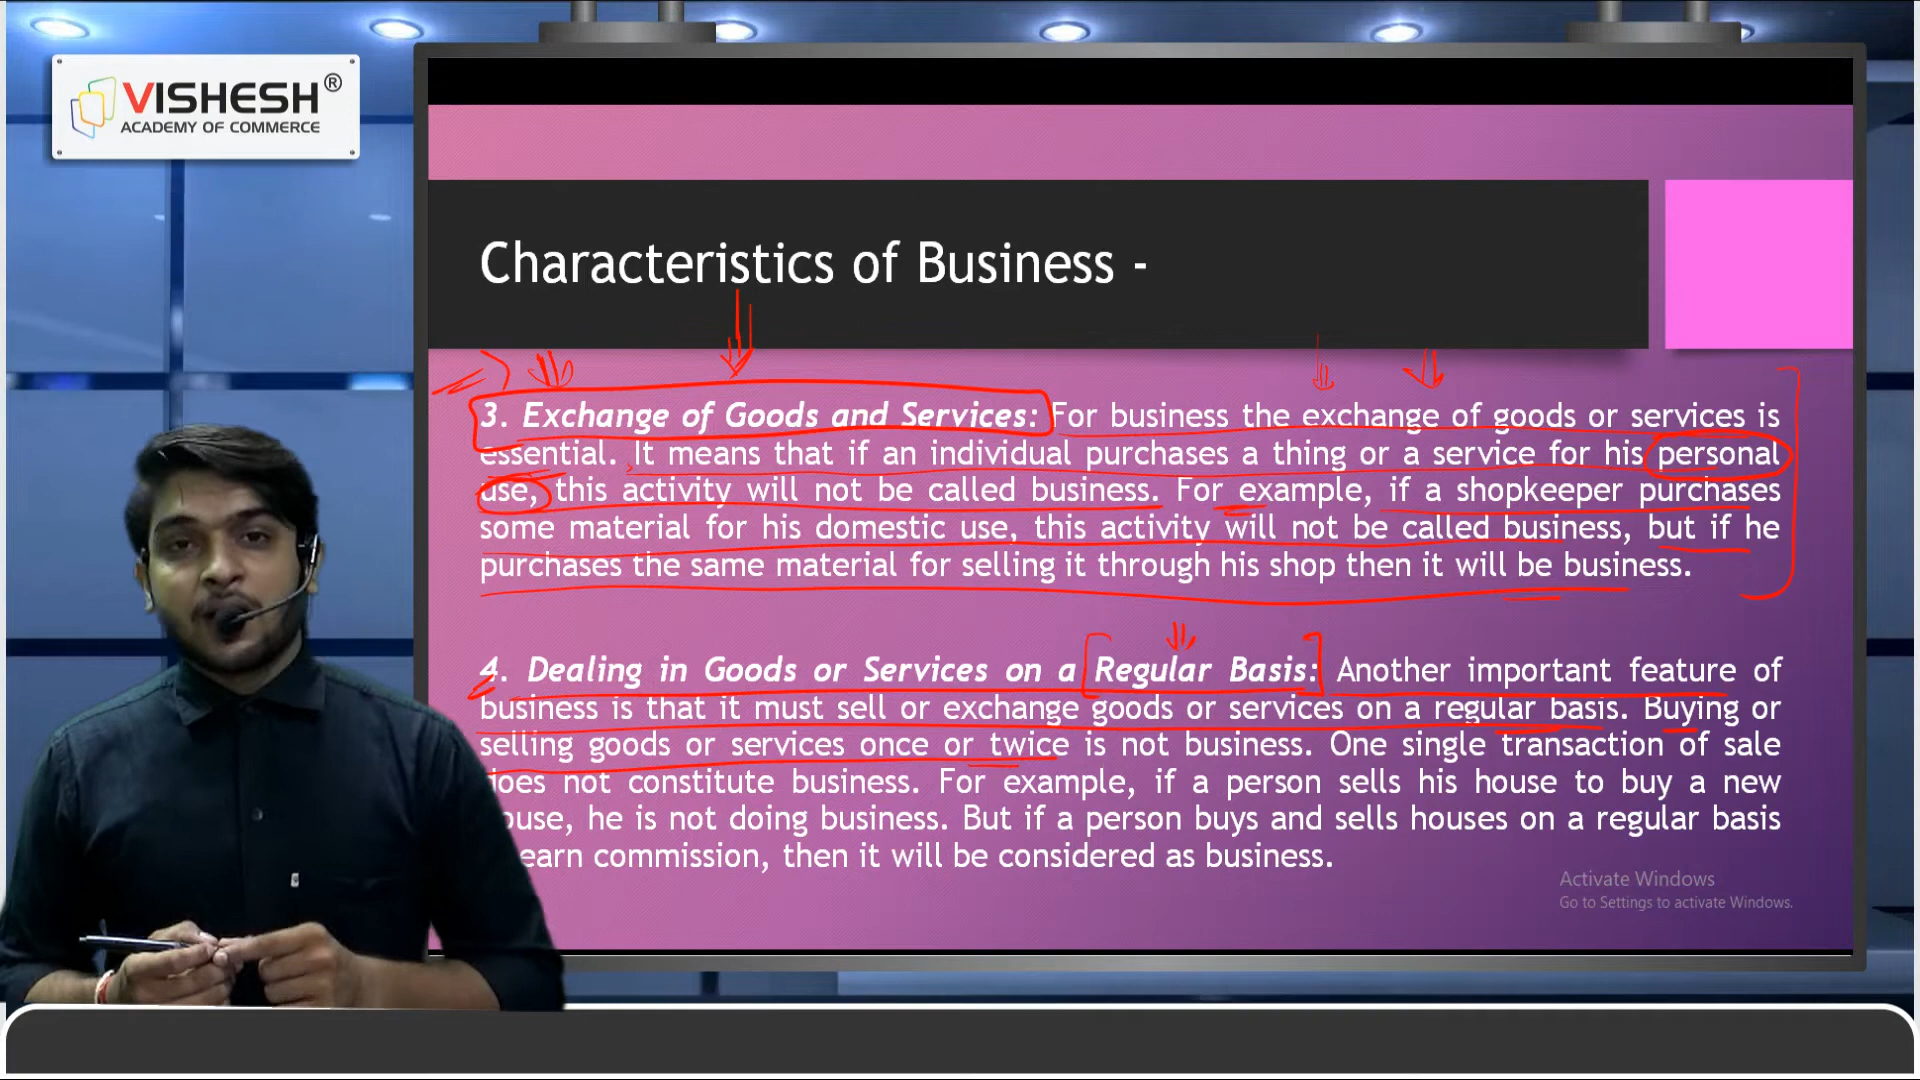 VISHESH®
ACADEMY OF COMMERCE
Characteristics of Business -
3. Exchange of Goods and Services: For business the exchange of goods or services is
essential. It means that if an individual purchases a thing or a service for his personal
use, this activity will not be called business. For example, if a shopkeeper purchases
some material for his domestic use, this activity will not be called business, but if he
purchases the same material for selling it through his shop then it will be business.
4. Dealing in Goods or Services on a Regular Basis: Another important feature of
business is that it must sell or exchange goods or services on a regular basis. Buying or
selling goods or services once or twice is not business. One single transaction of sale
does not constitute business. For example, if a person sells his house to buy a new
house, he is not doing business. But if a person buys and sells houses on a regular basis
earn commission, then it will be considered as business.
Activate Windows
Go to Settings to activate Windows.